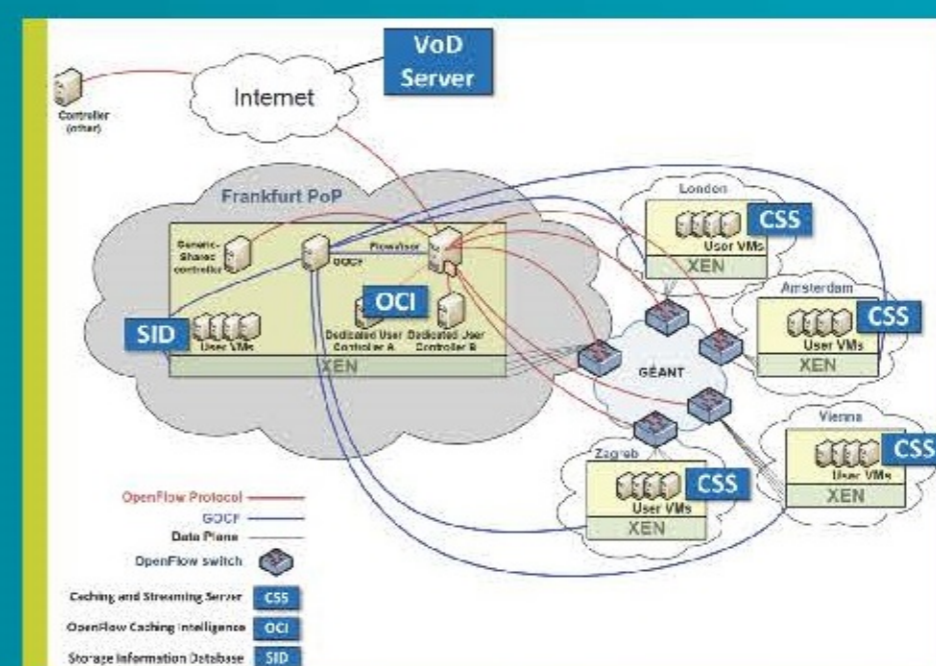 VoD
Server
Internet
Controller
(other)
Frankfurt PoP
Generic-
Shared
controller
FlowVisor
GOCF
OCI
SID
User VMs
Dedicated User
Controller A
Dedicated User
Controller B
XEN
London
CSS
User VMs
XEN
Amsterdam
CSS
User VMs
XEN
GÉANT
Vienna
CSS
User VMs
XEN
Zagreb
CSS
User VMs
XEN
OpenFlow Protocol
GOCF
Data Plane
OpenFlow switch
Caching and Streaming Server CSS
OpenFlow Caching Intelligence OCI
Storage Information Database SID